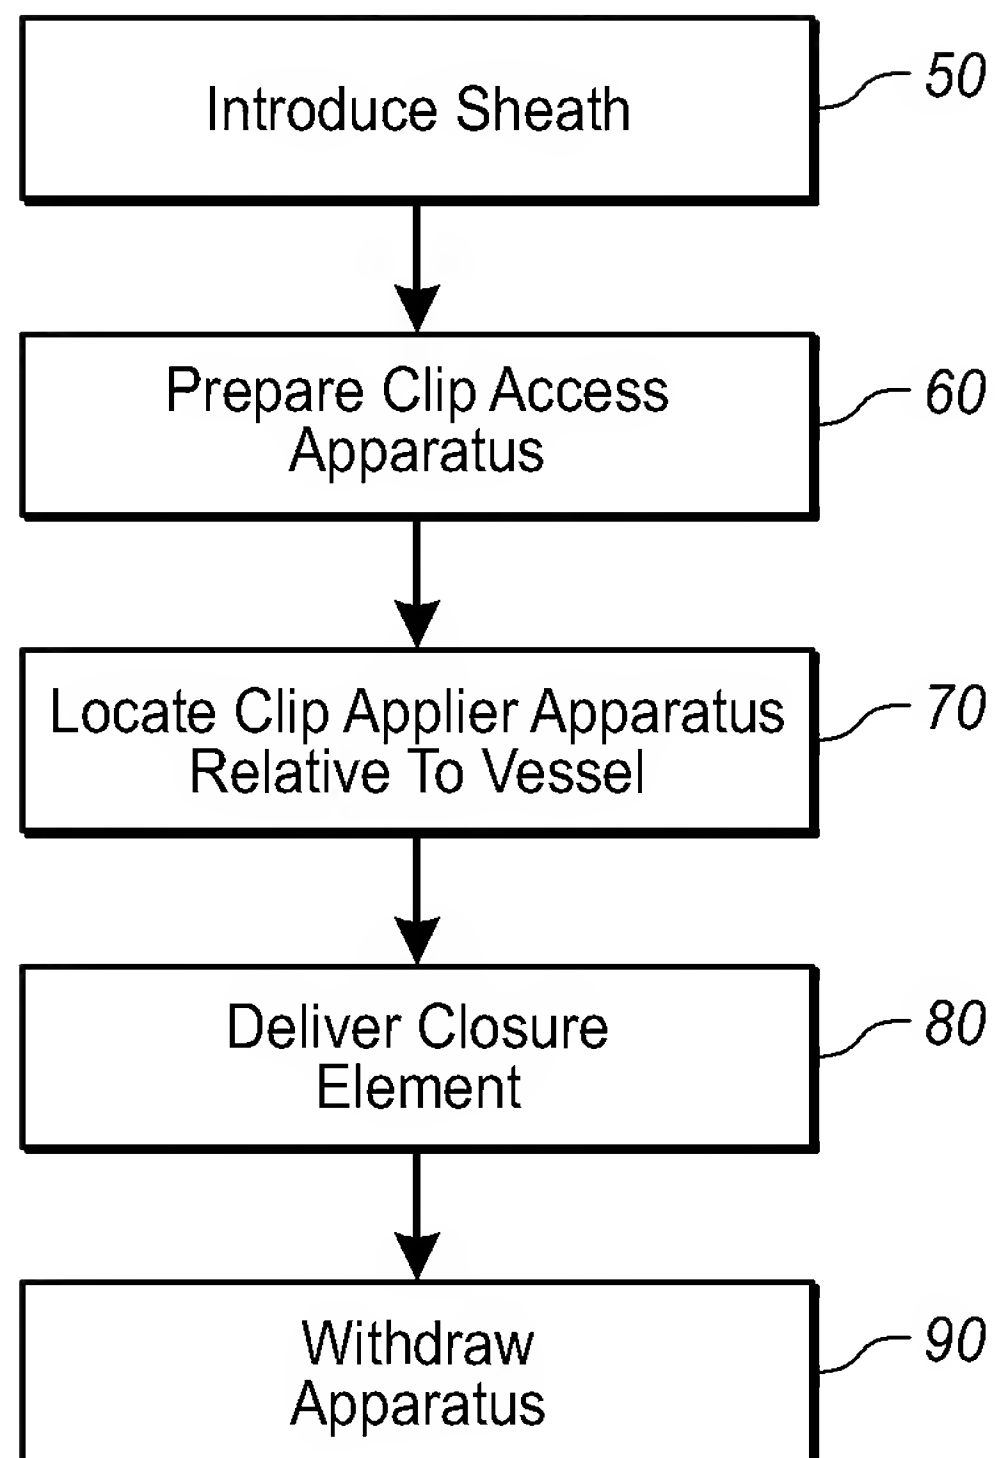 Introduce Sheath
50
Prepare Clip Access
Apparatus
60
Locate Clip Applier Apparatus
Relative To Vessel
70
Deliver Closure
Element
80
Withdraw
Apparatus
90